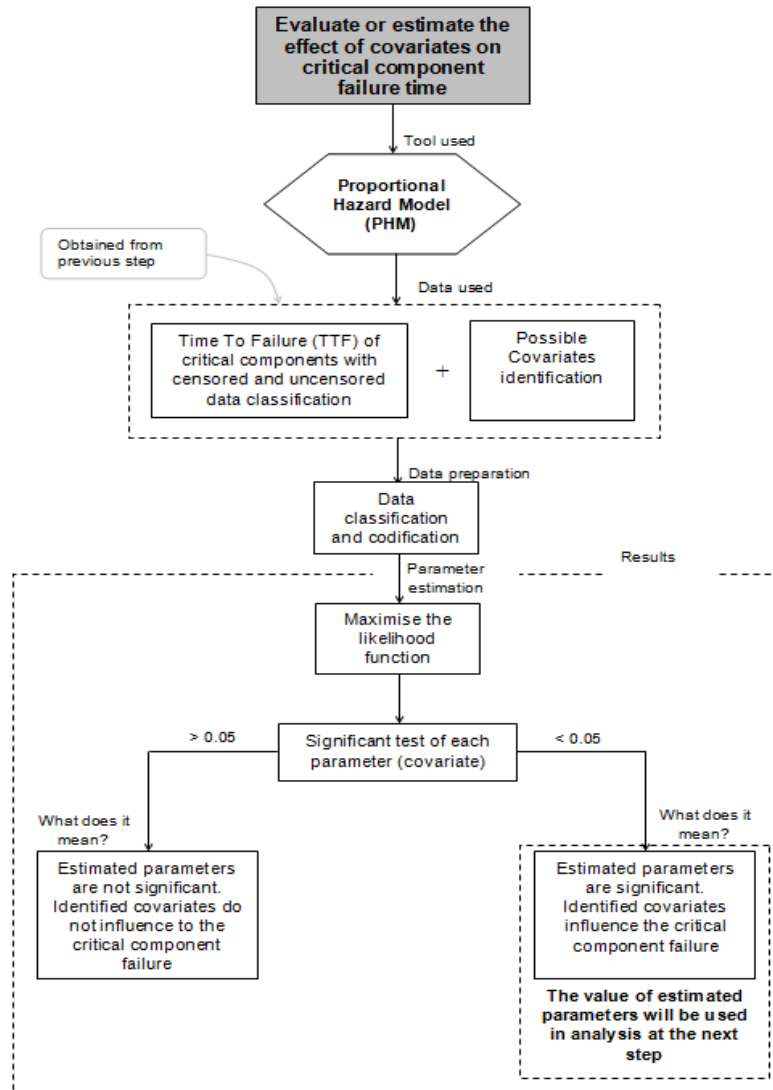 Evaluate or estimate the
effect of covariates on
critical component
failure time
Tool used
Proportional
Hazard Model
(PHM)
Obtained from
previous step
Data used
Time To Failure (TTF) of
critical components with
censored and uncensored
data classification
+
Possible
Covariates
identification
Data preparation
Data
classification
and codification
Results
Parameter
estimation
Maximise the
likelihood
function
> 0.05
Significant test of each
parameter (covariate)
< 0.05
What does it
mean?
What does it
mean?
Estimated parameters
are not significant.
Identified covariates do
not influence to the
critical component
failure
Estimated parameters
are significant.
Identified covariates
influence the critical
component failure
The value of estimated
parameters will be used
in analysis at the next
step